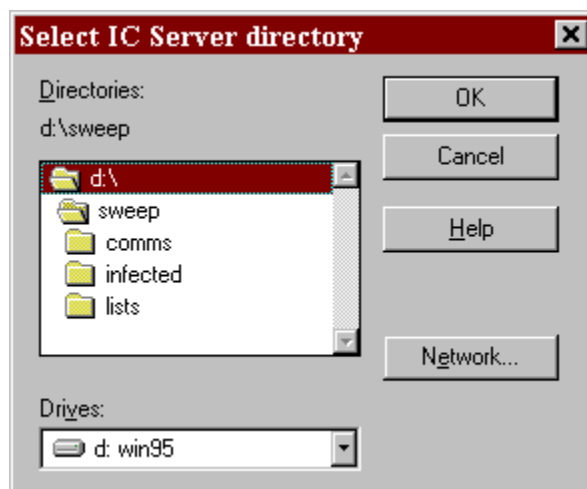 Select IC Server directory
Directories:
d:\sweep
d:\
sweep
comms
infected
lists
Drives:
d: win95
OK
Cancel
Help
Network...